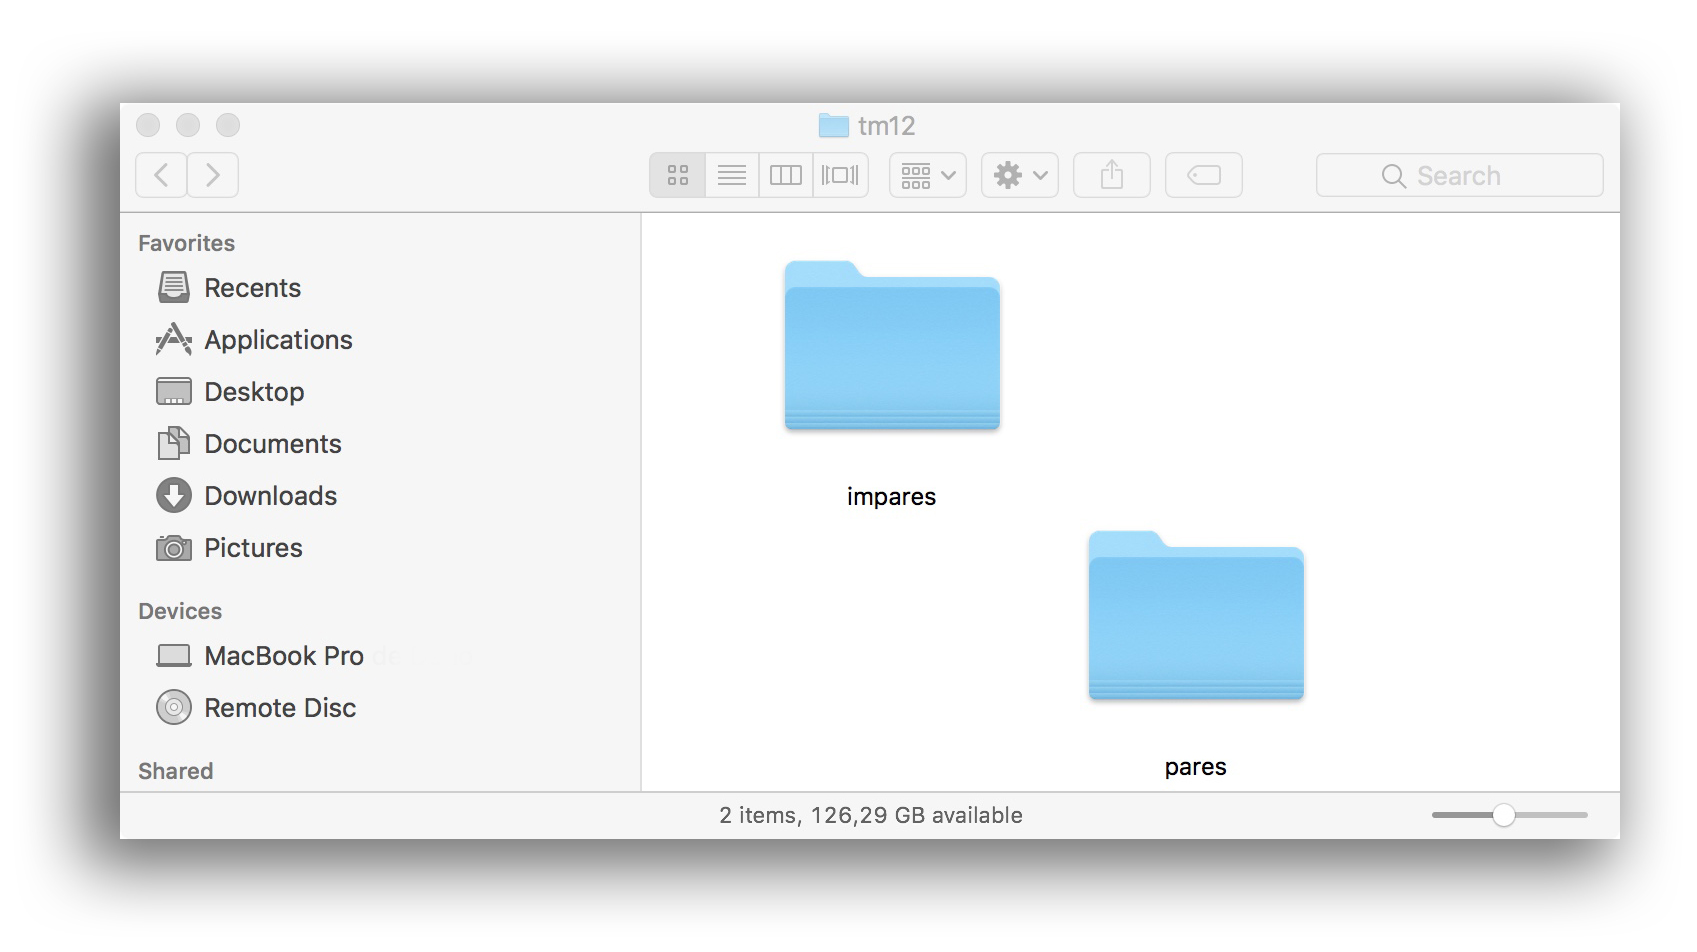 tm12
Search
Favorites
Recents
Applications
Desktop
Documents
Downloads
Pictures
Devices
MacBook Pro
Remote Disc
Shared
impares
pares
2 items, 126,29 GB available